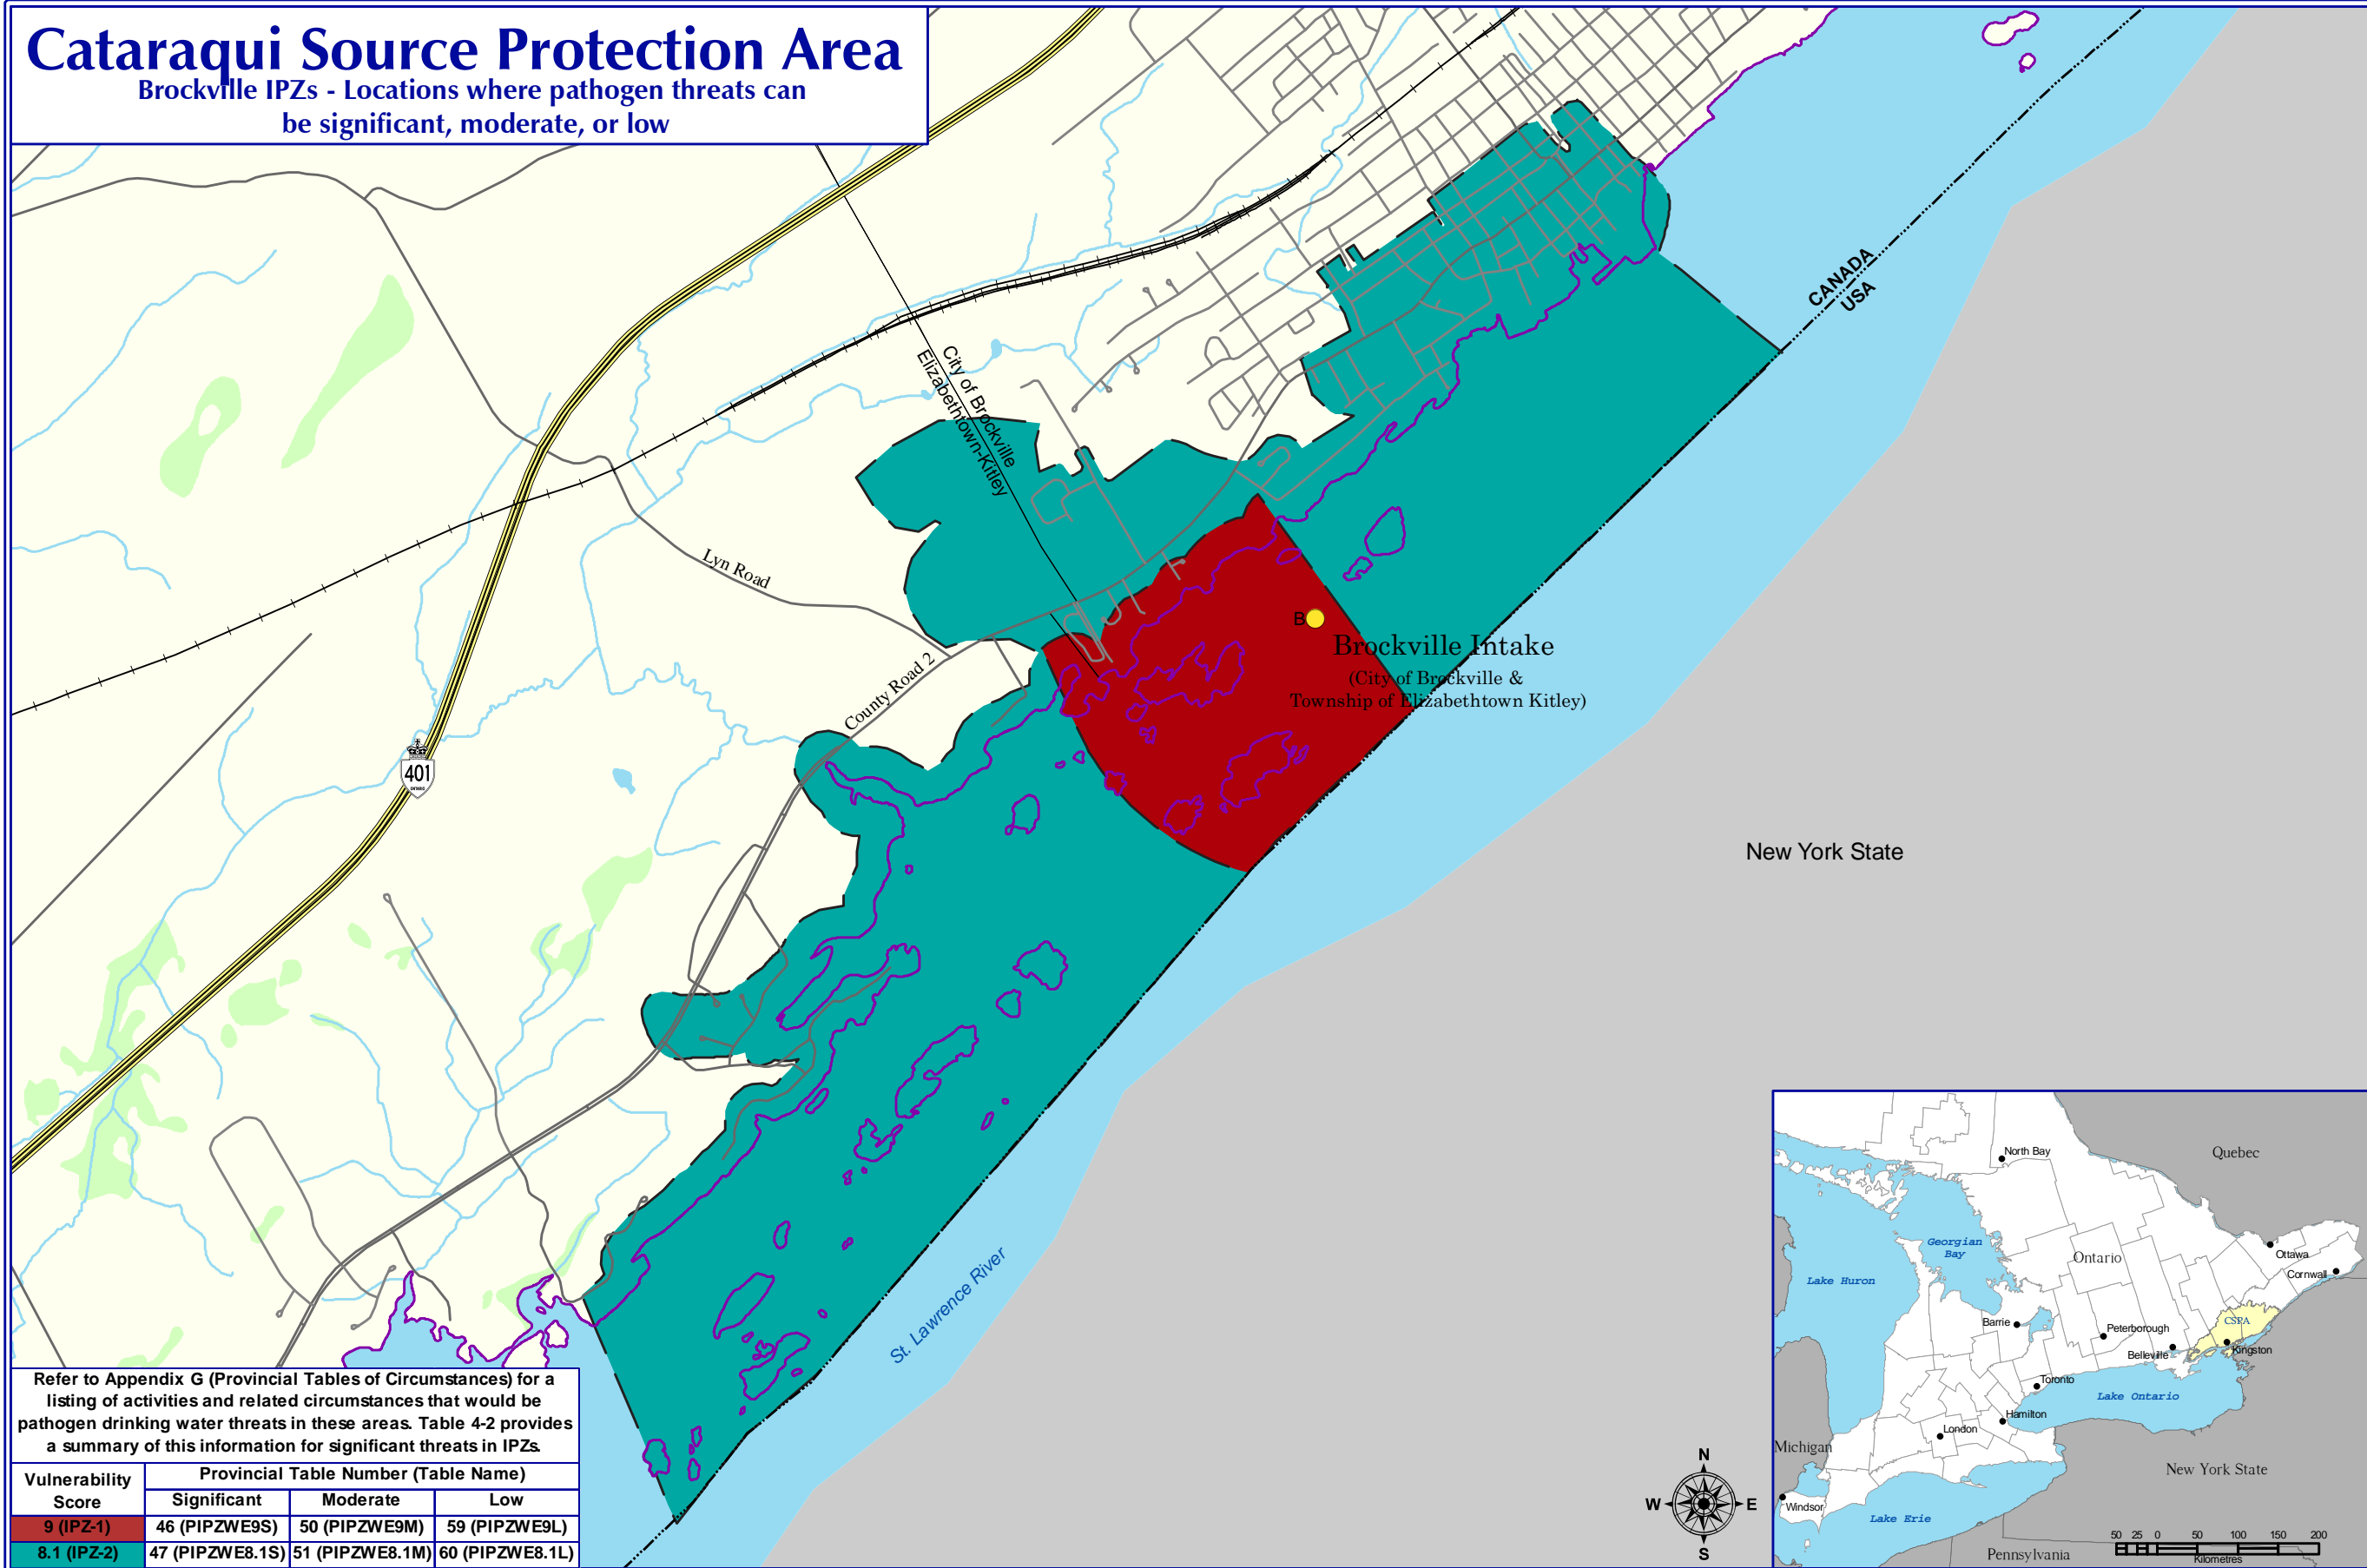 Cataraqui Source Protection Area
Brockville IPZs - Locations where pathogen threats can
be significant, moderate, or low
CANADA
USA
City of Brockville
Elizabethtown-Kitley
Lyn Road
County Road 2
B
Brockville Intake
(City of Brockville &
Township of Elizabethtown Kitley)
401
ONTARIO
New York State
St. Lawrence River
Refer to Appendix G (Provincial Tables of Circumstances) for a
listing of activities and related circumstances that would be
pathogen drinking water threats in these areas. Table 4-2 provides
a summary of this information for significant threats in IPZs.
Vulnerability
Score
Provincial Table Number (Table Name)
Significant Moderate Low
9 (IPZ-1) 46 (PIPZWE9S) 50 (PIPZWE9M) 59 (PIPZWE9L)
8.1 (IPZ-2) 47 (PIPZWE8.1S) 51 (PIPZWE8.1M) 60 (PIPZWE8.1L)
N
W E
S
North Bay
Quebec
Georgian
Bay
Lake Huron
Ontario
Ottawa
Cornwall
Barrie
Peterborough
CSPA
Belleville
Kingston
Toronto
Lake Ontario
Hamilton
London
Michigan
New York State
Windsor
Lake Erie
Pennsylvania
50 25 0 50 100 150 200
Kilometres